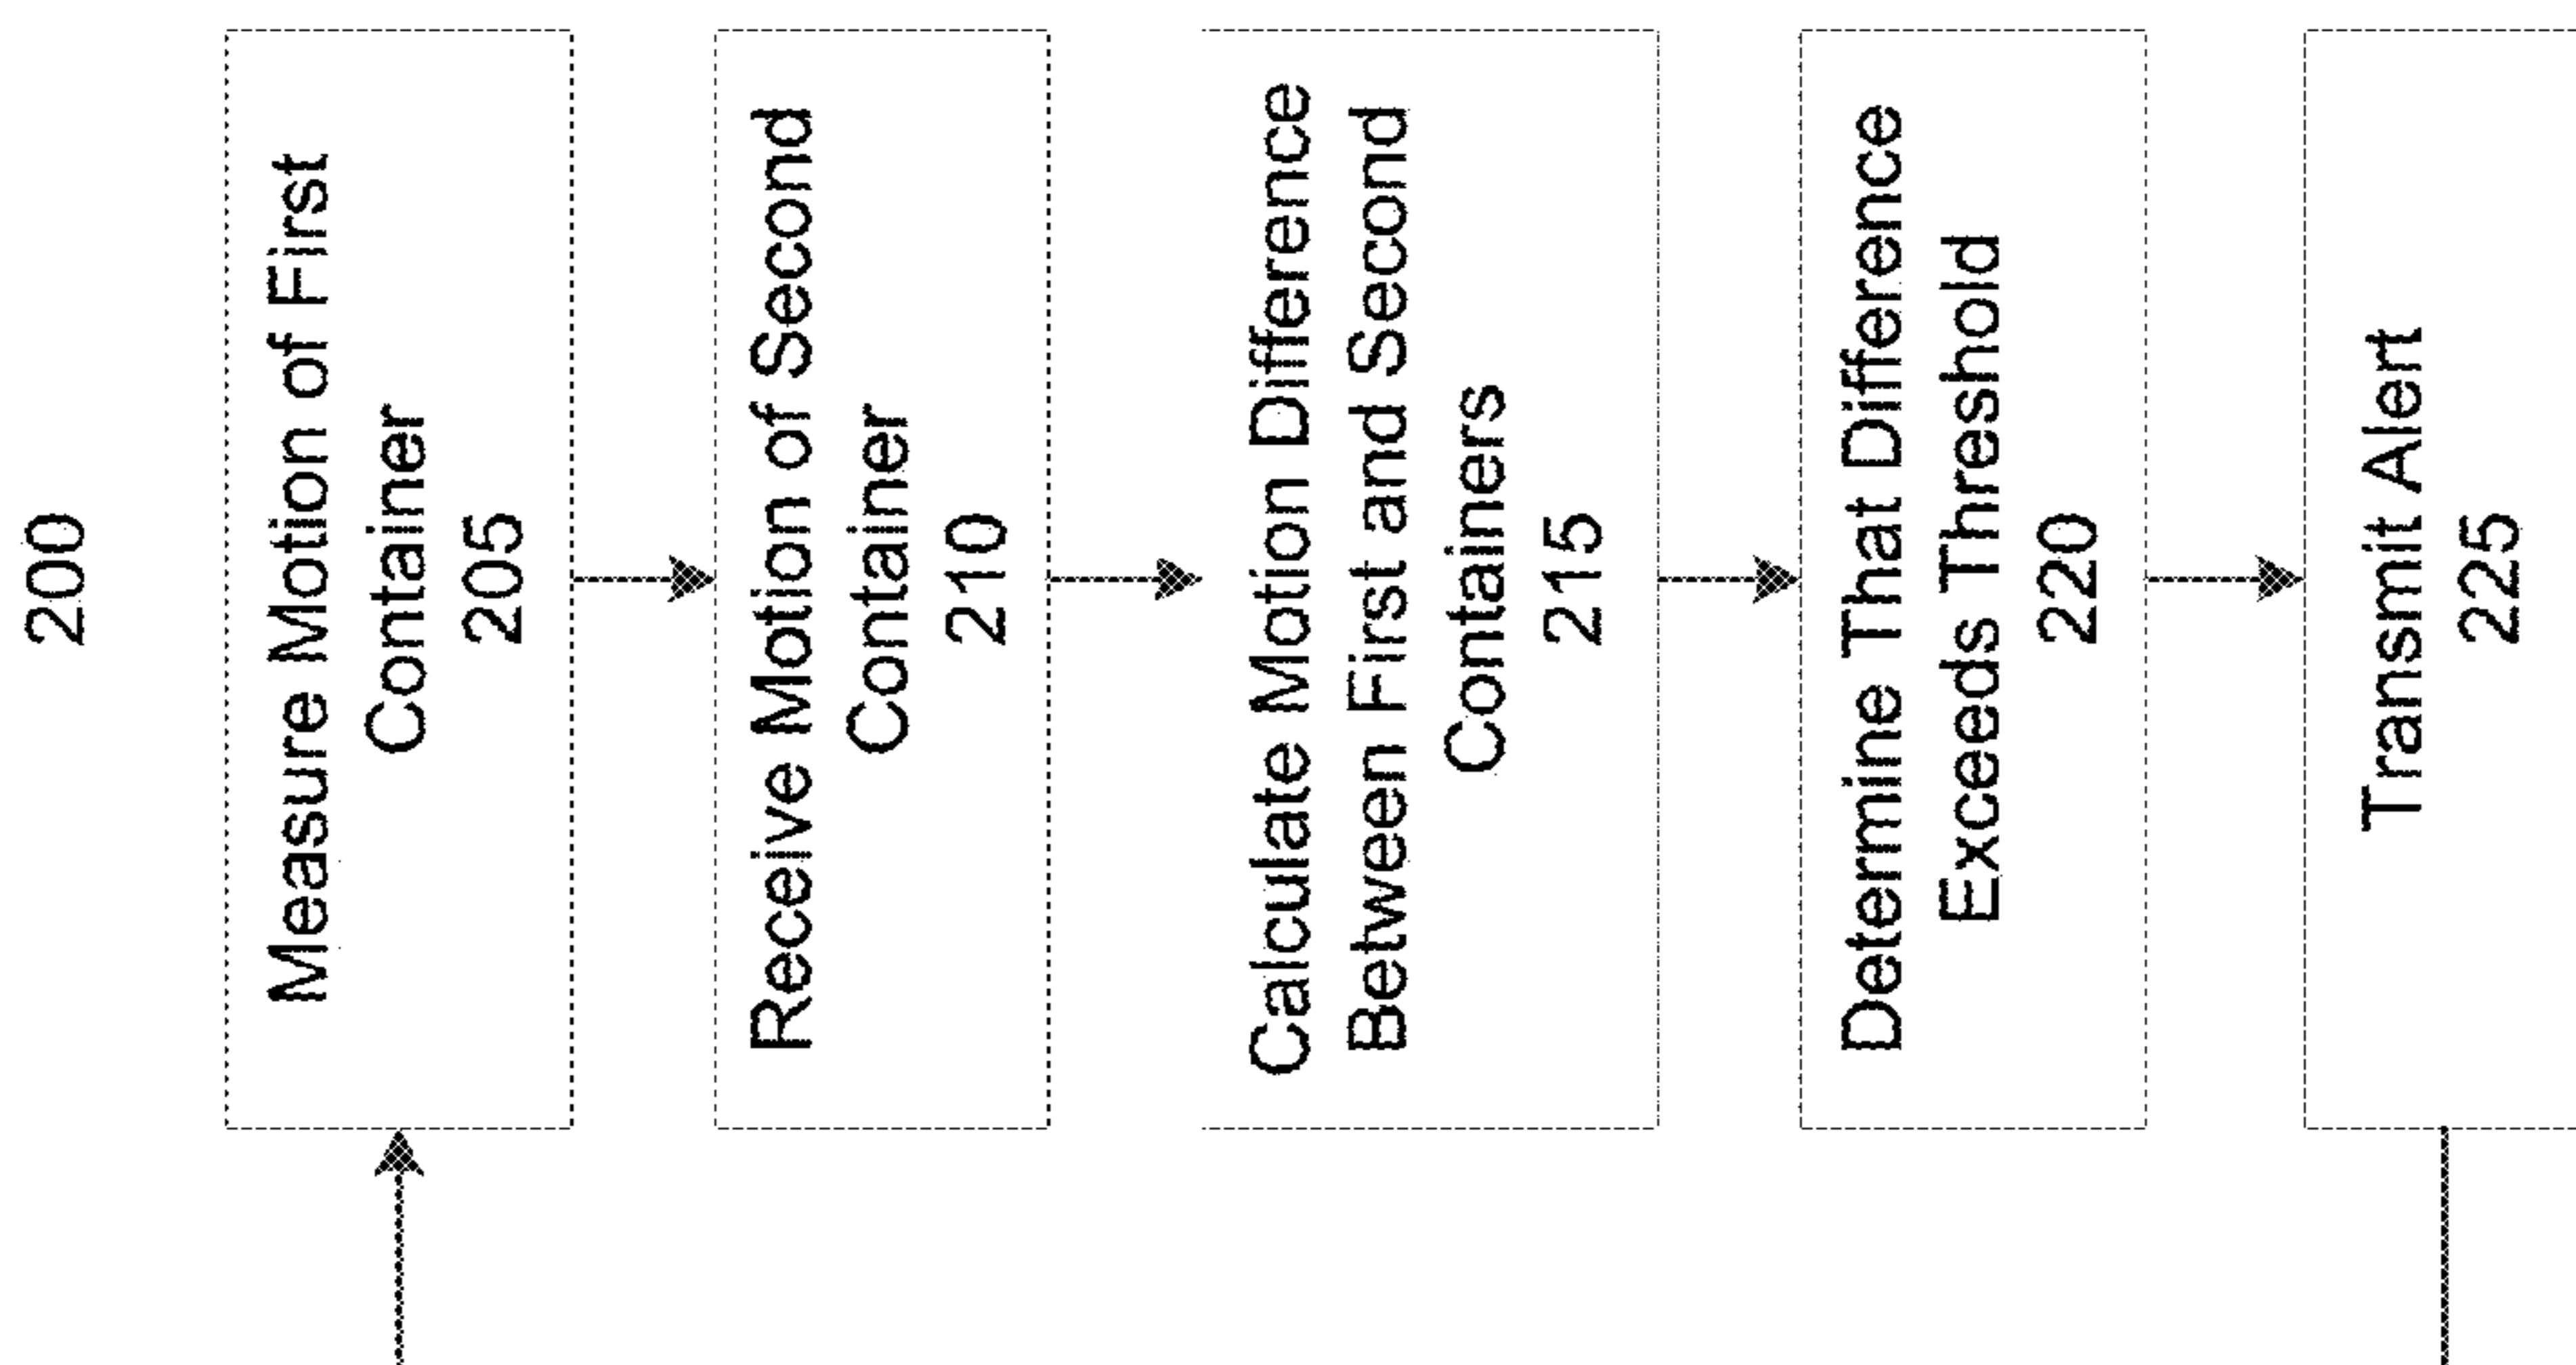 200
Measure Motion of First
Container
205
Receive Motion of Second
Container
210
Calculate Motion Difference
Between First and Second
Containers
215
Determine That Difference
Exceeds Threshold
220
Transmit Alert
225